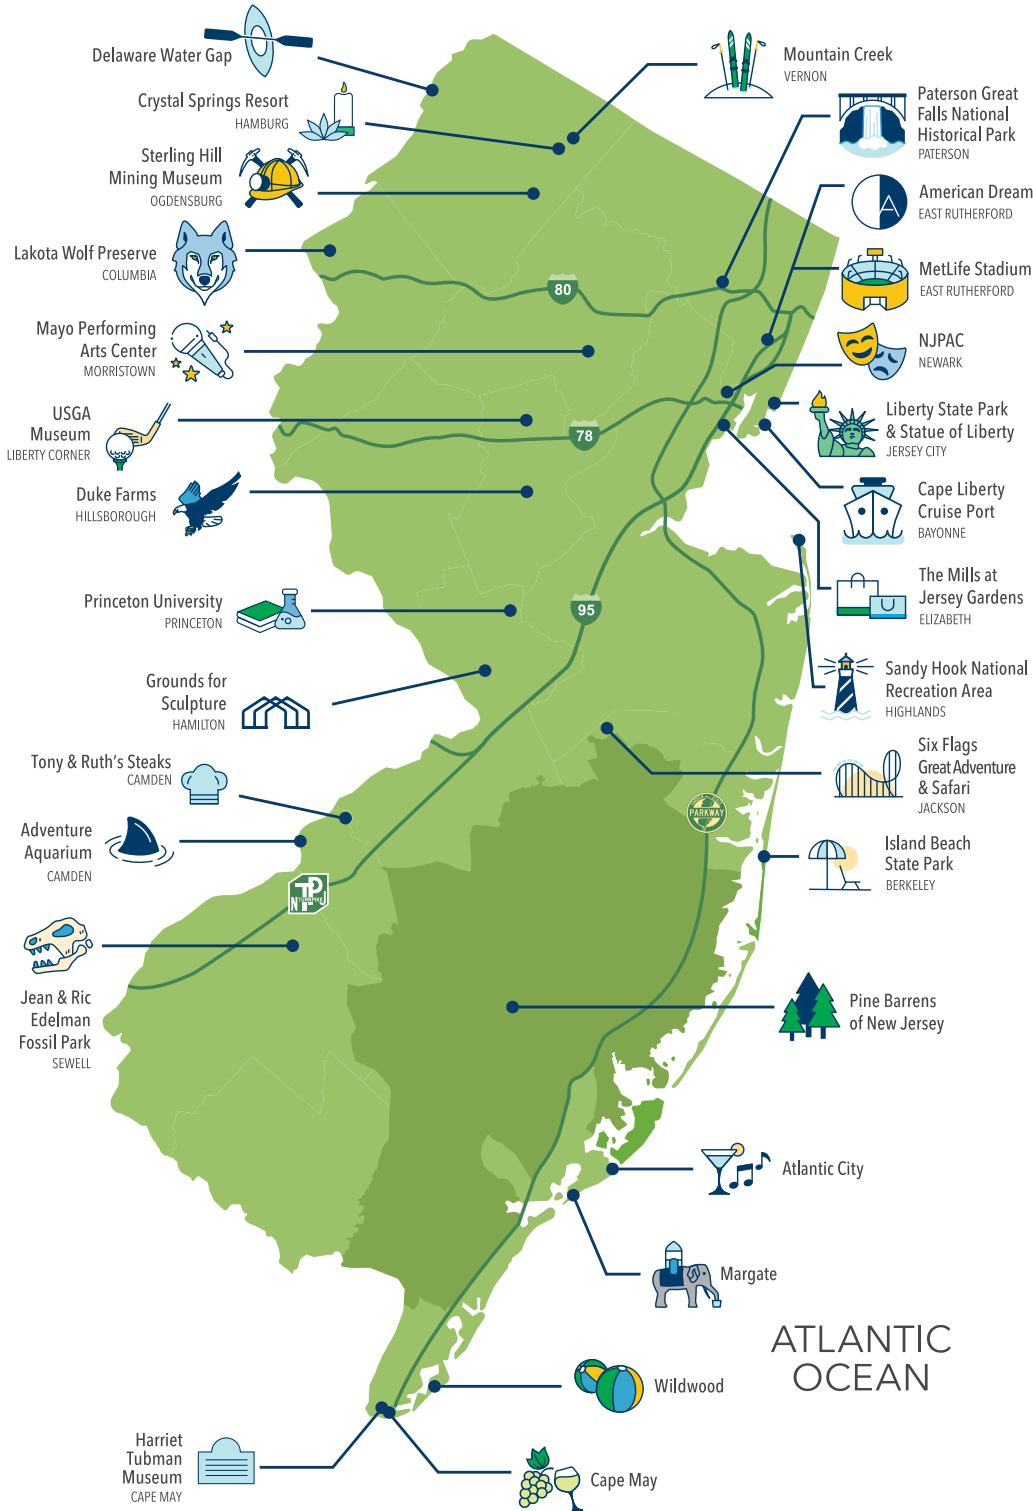 Delaware Water Gap
Crystal Springs Resort
HAMBURG
Sterling Hill
Mining Museum
OGDENSBURG
Lakota Wolf Preserve
COLUMBIA
Mayo Performing
Arts Center
MORRISTOWN
USGA
Museum
LIBERTY CORNER
Duke Farms
HILLSBOROUGH
Princeton University
PRINCETON
Grounds for
Sculpture
HAMILTON
Tony & Ruth's Steaks
CAMDEN
Adventure
Aquarium
CAMDEN
Jean & Ric
Edelman
Fossil Park
SEWELL
Harriet
Tubman
Museum
CAPE MAY
80
78
95
NTPJ
TURNPIKE
PARKWAY
Mountain Creek
VERNON
Paterson Great
Falls National
Historical Park
PATERSON
A
American Dream
EAST RUTHERFORD
MetLife Stadium
EAST RUTHERFORD
NJPAC
NEWARK
Liberty State Park
& Statue of Liberty
JERSEY CITY
Cape Liberty
Cruise Port
BAYONNE
The Mills at
Jersey Gardens
ELIZABETH
Sandy Hook National
Recreation Area
HIGHLANDS
Six Flags
Great Adventure
& Safari
JACKSON
Island Beach
State Park
BERKELEY
Pine Barrens
of New Jersey
Atlantic City
Margate
ATLANTIC
OCEAN
Wildwood
Cape May